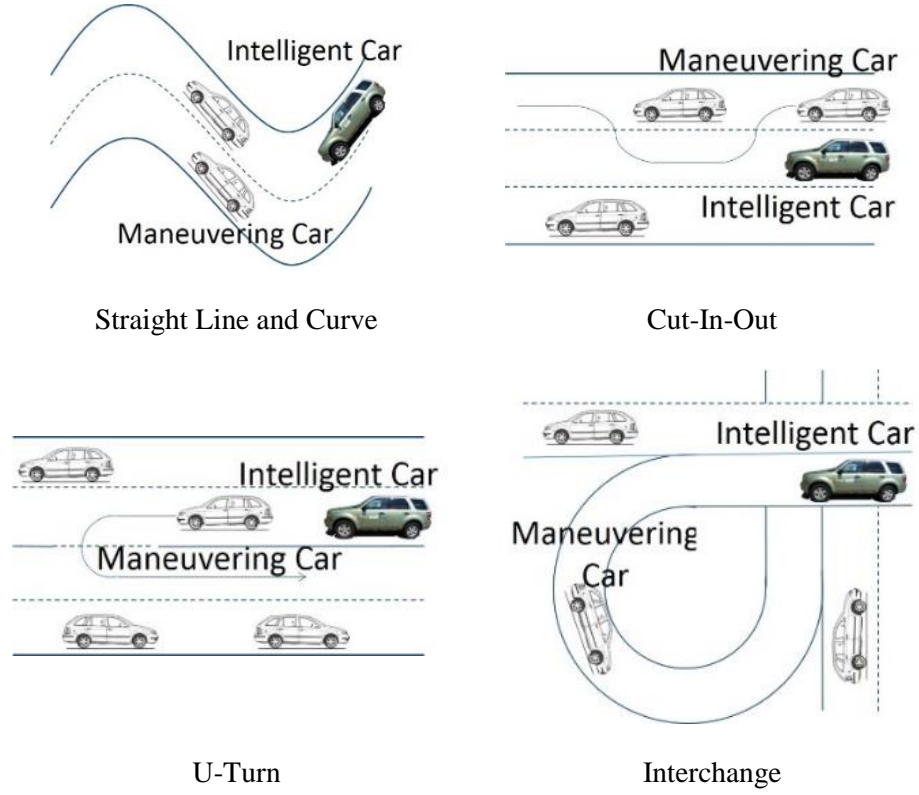 Intelligent Car
Maneuvering Car
Straight Line and Curve
Maneuvering Car
Intelligent Car
Cut-In-Out
Intelligent Car
Maneuvering Car
U-Turn
Intelligent Car
Maneuvering
Car
Interchange